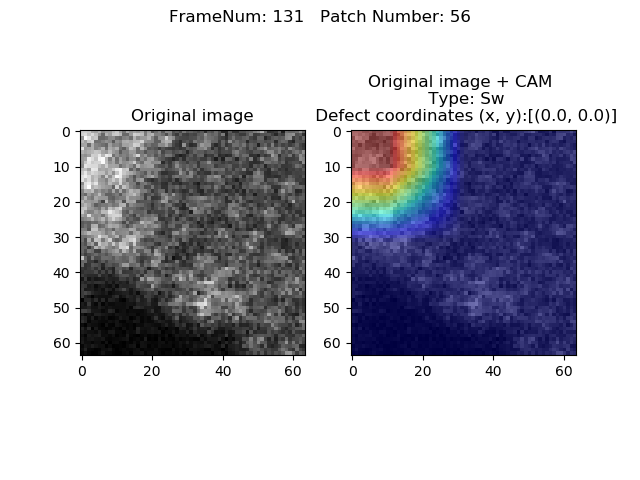 FrameNum: 131   Patch Number: 56
Original image
0
10
20
30
40
50
60
0 20 40 60
Original image + CAM
Type: Sw
Defect coordinates (x, y):[(0.0, 0.0)]
0
10
20
30
40
50
60
0 20 40 60